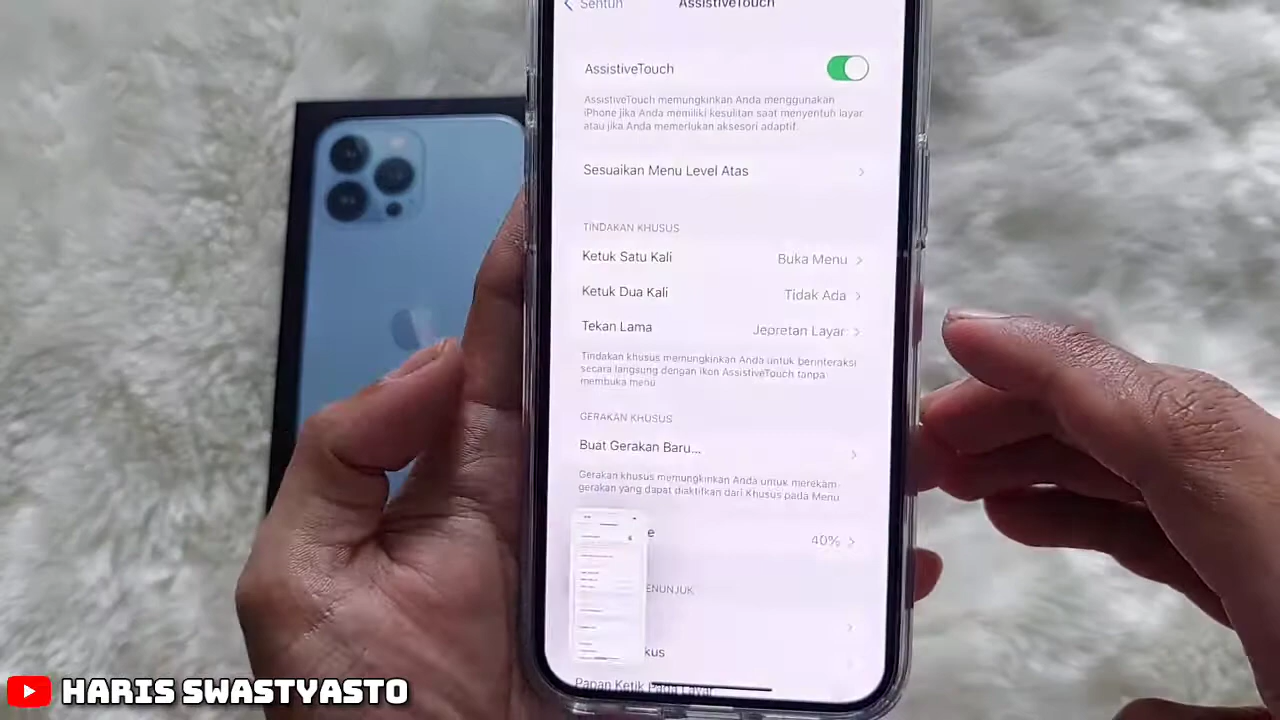 Sentuh
AssistiveTouch
AssistiveTouch
AssistiveTouch memungkinkan Anda menggunakan
iPhone jika Anda memiliki kesulitan saat menyentuh layar
atau jika Anda memerlukan aksesori adaptif.
Sesuaikan Menu Level Atas
TINDAKAN KHUSUS
Ketuk Satu Kali Buka Menu
Ketuk Dua Kali Tidak Ada
Tekan Lama Jepretan Layar
Tindakan khusus memungkinkan Anda untuk berinteraksi
secara langsung dengan ikon AssistiveTouch tanpa
membuka menu
GERAKAN KHUSUS
Buat Gerakan Baru...
Gerakan khusus memungkinkan Anda untuk merekam
gerakan yang dapat diaktifkan dari Khusus pada Menu
40%
Papan Ketik Pada Layar
HARIS SWASTYASTO